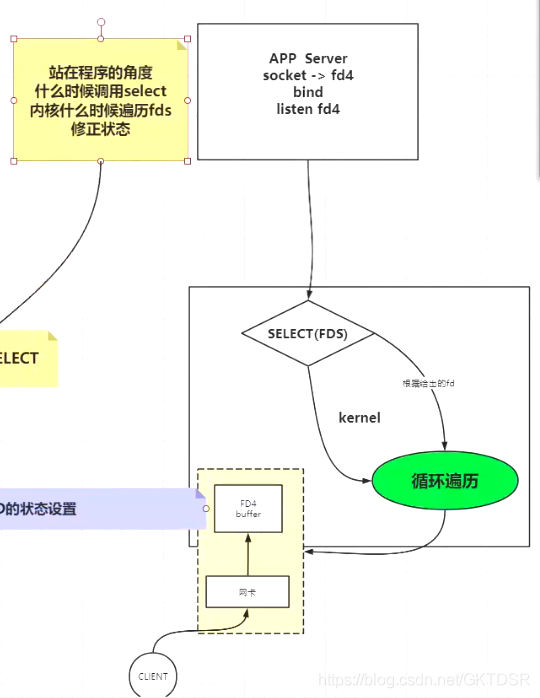 站在程序的角度
什么时候调用select
内核什么时候遍历fds
修正状态
APP Server
socket -> fd4
bind
listen fd4
SELECT(FDS)
根据给出的fd
ELECT
kernel
循环遍历
D的状态设置
FD4
buffer
网卡
CLIENT
https://blog.csdn.net/GKTDSR